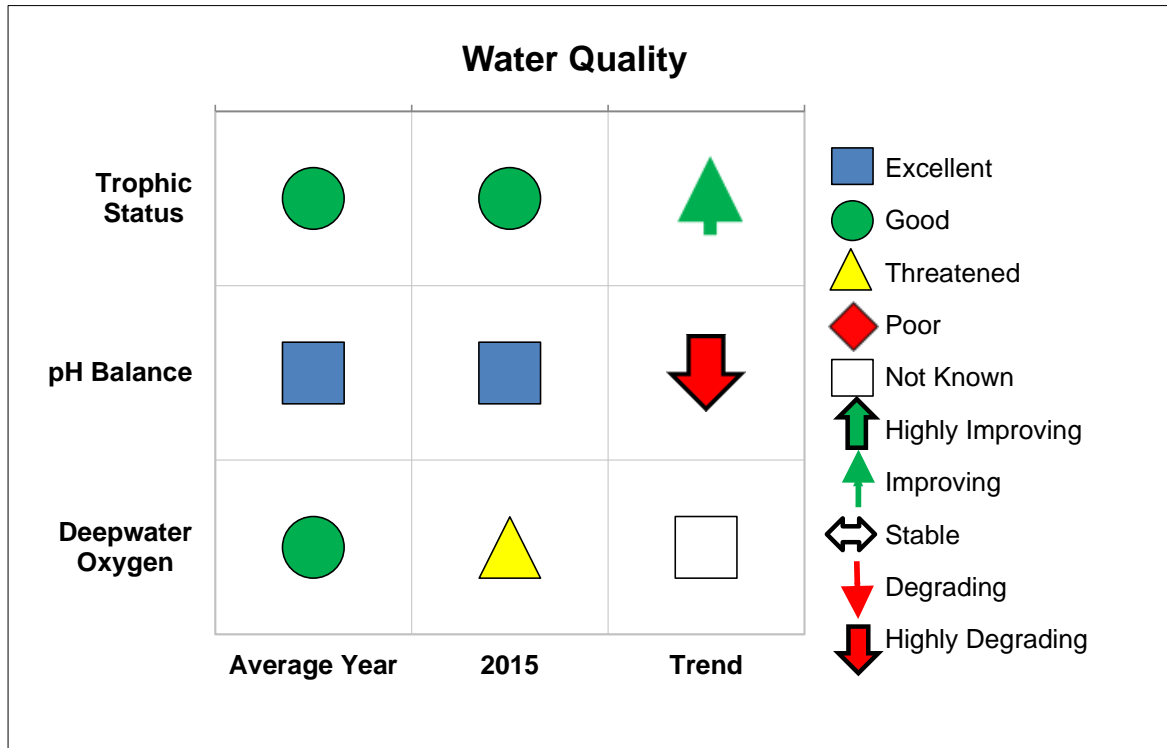 Water Quality
Trophic
Status
pH Balance
Deepwater
Oxygen
Average Year
2015
Trend
Excellent
Good
Threatened
Poor
Not Known
Highly Improving
Improving
Stable
Degrading
Highly Degrading